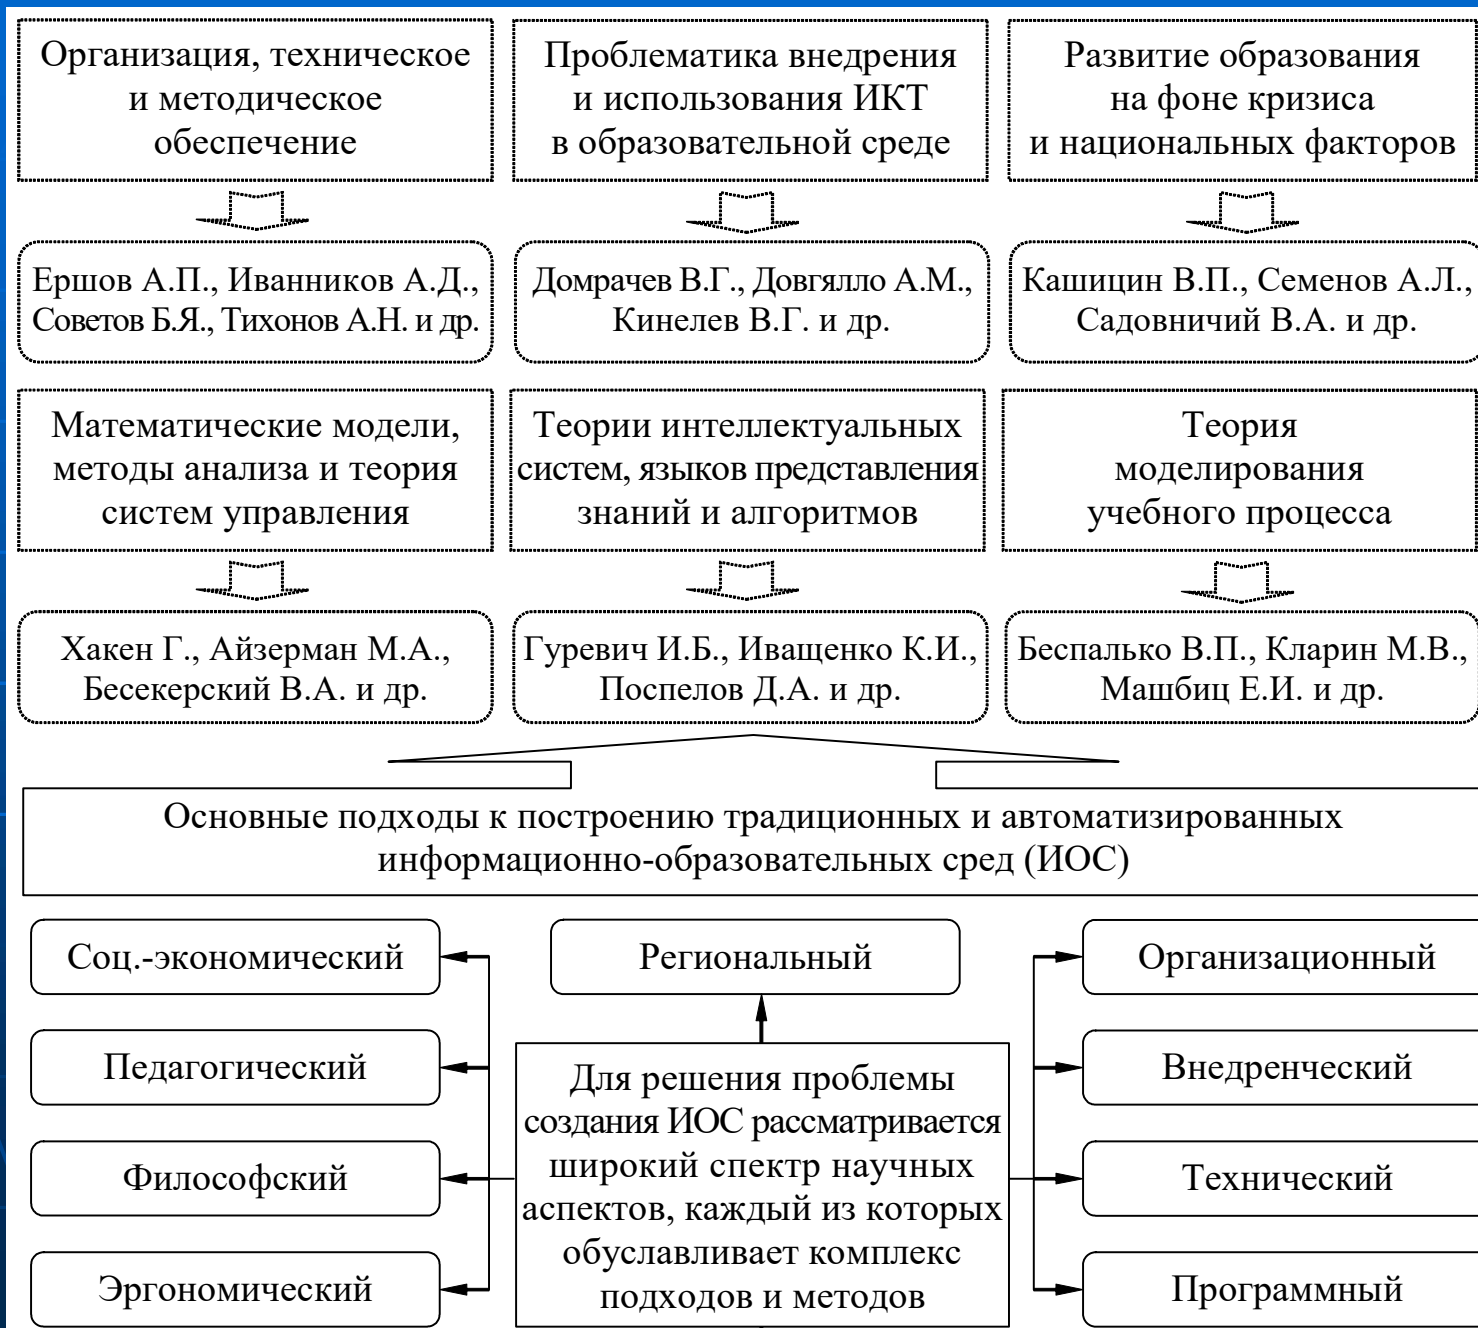 Организация, техническое
и методическое
обеспечение
Проблематика внедрения
и использования ИКТ
в образовательной среде
Развитие образования
на фоне кризиса
и национальных факторов
Ершов А.П., Иванников А.Д.,
Советов Б.Я., Тихонов А.Н. и др.
Домрачев В.Г., Довгялло А.М.,
Кинелев В.Г. и др.
Кашицин В.П., Семенов А.Л.,
Садовничий В.А. и др.
Математические модели,
методы анализа и теория
систем управления
Теории интеллектуальных
систем, языков представления
знаний и алгоритмов
Теория
моделирования
учебного процесса
Хакен Г., Айзерман М.А.,
Бесекерский В.А. и др.
Гуревич И.Б., Иващенко К.И.,
Поспелов Д.А. и др.
Беспалько В.П., Кларин М.В.,
Машбиц Е.И. и др.
Основные подходы к построению традиционных и автоматизированных
информационно-образовательных сред (ИОС)
Соц.-экономический
Педагогический
Философский
Эргономический
Региональный
Для решения проблемы
создания ИОС рассматривается
широкий спектр научных
аспектов, каждый из которых
обуславливает комплекс
подходов и методов
Организационный
Внедренческий
Технический
Программный